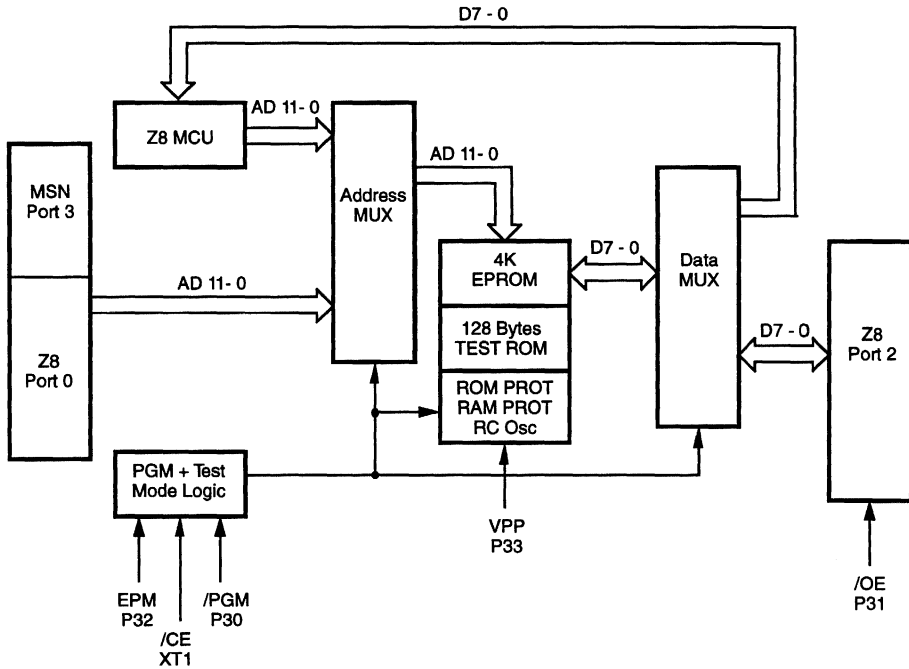 D7 - 0
Z8 MCU
AD 11- 0
MSN
Port 3
Address
MUX
AD 11- 0
4K
EPROM
D7 - 0
Data
MUX
AD 11- 0
128 Bytes
TEST ROM
D7 - 0
Z8
Port 2
Z8
Port 0
ROM PROT
RAM PROT
RC Osc
PGM + Test
Mode Logic
VPP
P33
EPM
P32
/CE
XT1
/PGM
P30
/OE
P31